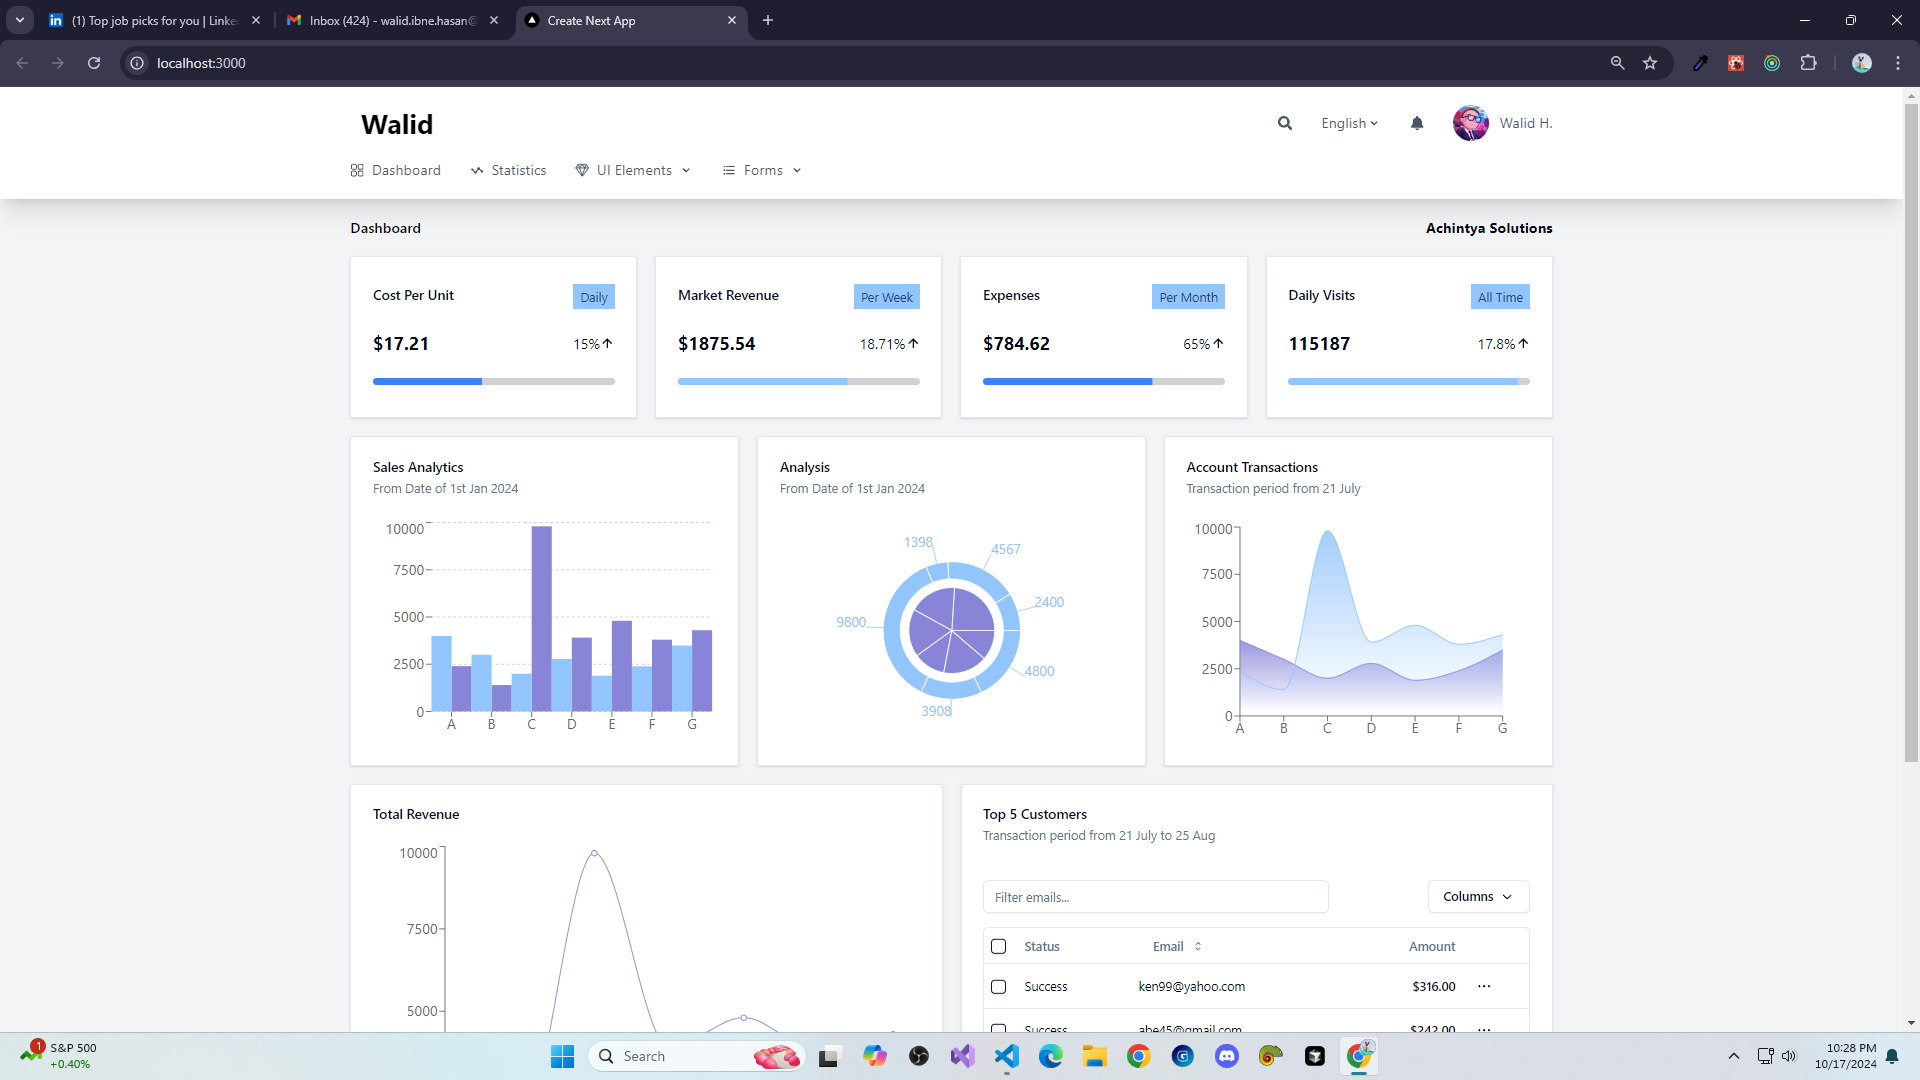 (1) Top job picks for you | Linke
Inbox (424) - walid.ibne.hasan@
Create Next App
localhost:3000
Walid
English
Walid H.
Dashboard
Statistics
UI Elements
Forms
Dashboard
Achintya Solutions
Cost Per Unit
Daily
$17.21
15%
Market Revenue
Per Week
$1875.54
18.71%
Expenses
Per Month
$784.62
65%
Daily Visits
All Time
115187
17.8%
Sales Analytics
From Date of 1st Jan 2024
10000
7500
5000
2500
0
A B C D E F G
Analysis
From Date of 1st Jan 2024
1398
4567
2400
9800
4800
3908
Account Transactions
Transaction period from 21 July
10000
7500
5000
2500
0
A B C D E F G
Total Revenue
10000
7500
5000
Top 5 Customers
Transaction period from 21 July to 25 Aug
Filter emails...
Columns
Status Email Amount
Success ken99@yahoo.com $316.00
Success abe45@gmail.com $242.00
1
S&P 500
+0.40%
Search
10:28 PM
10/17/2024